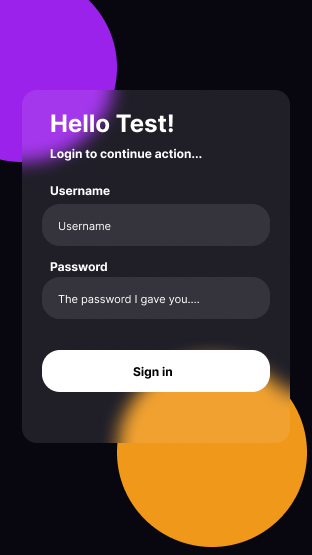 Hello Test!
Login to continue action...
Username
Username
Password
The password I gave you....
Sign in